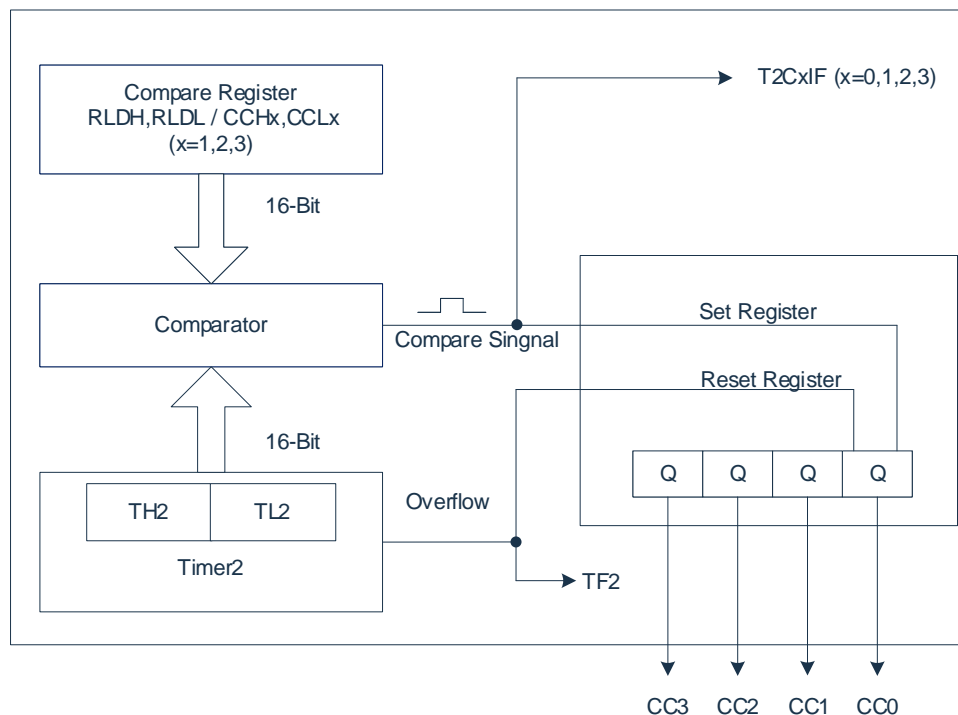 Compare Register
RLDH,RLDL / CCHx,CCLx
(x=1,2,3)
T2CxIF (x=0,1,2,3)
16-Bit
Comparator
Compare Singnal
Set Register
Reset Register
16-Bit
TH2
TL2
Timer2
Overflow
TF2
Q
Q
Q
Q
CC3
CC2
CC1
CC0